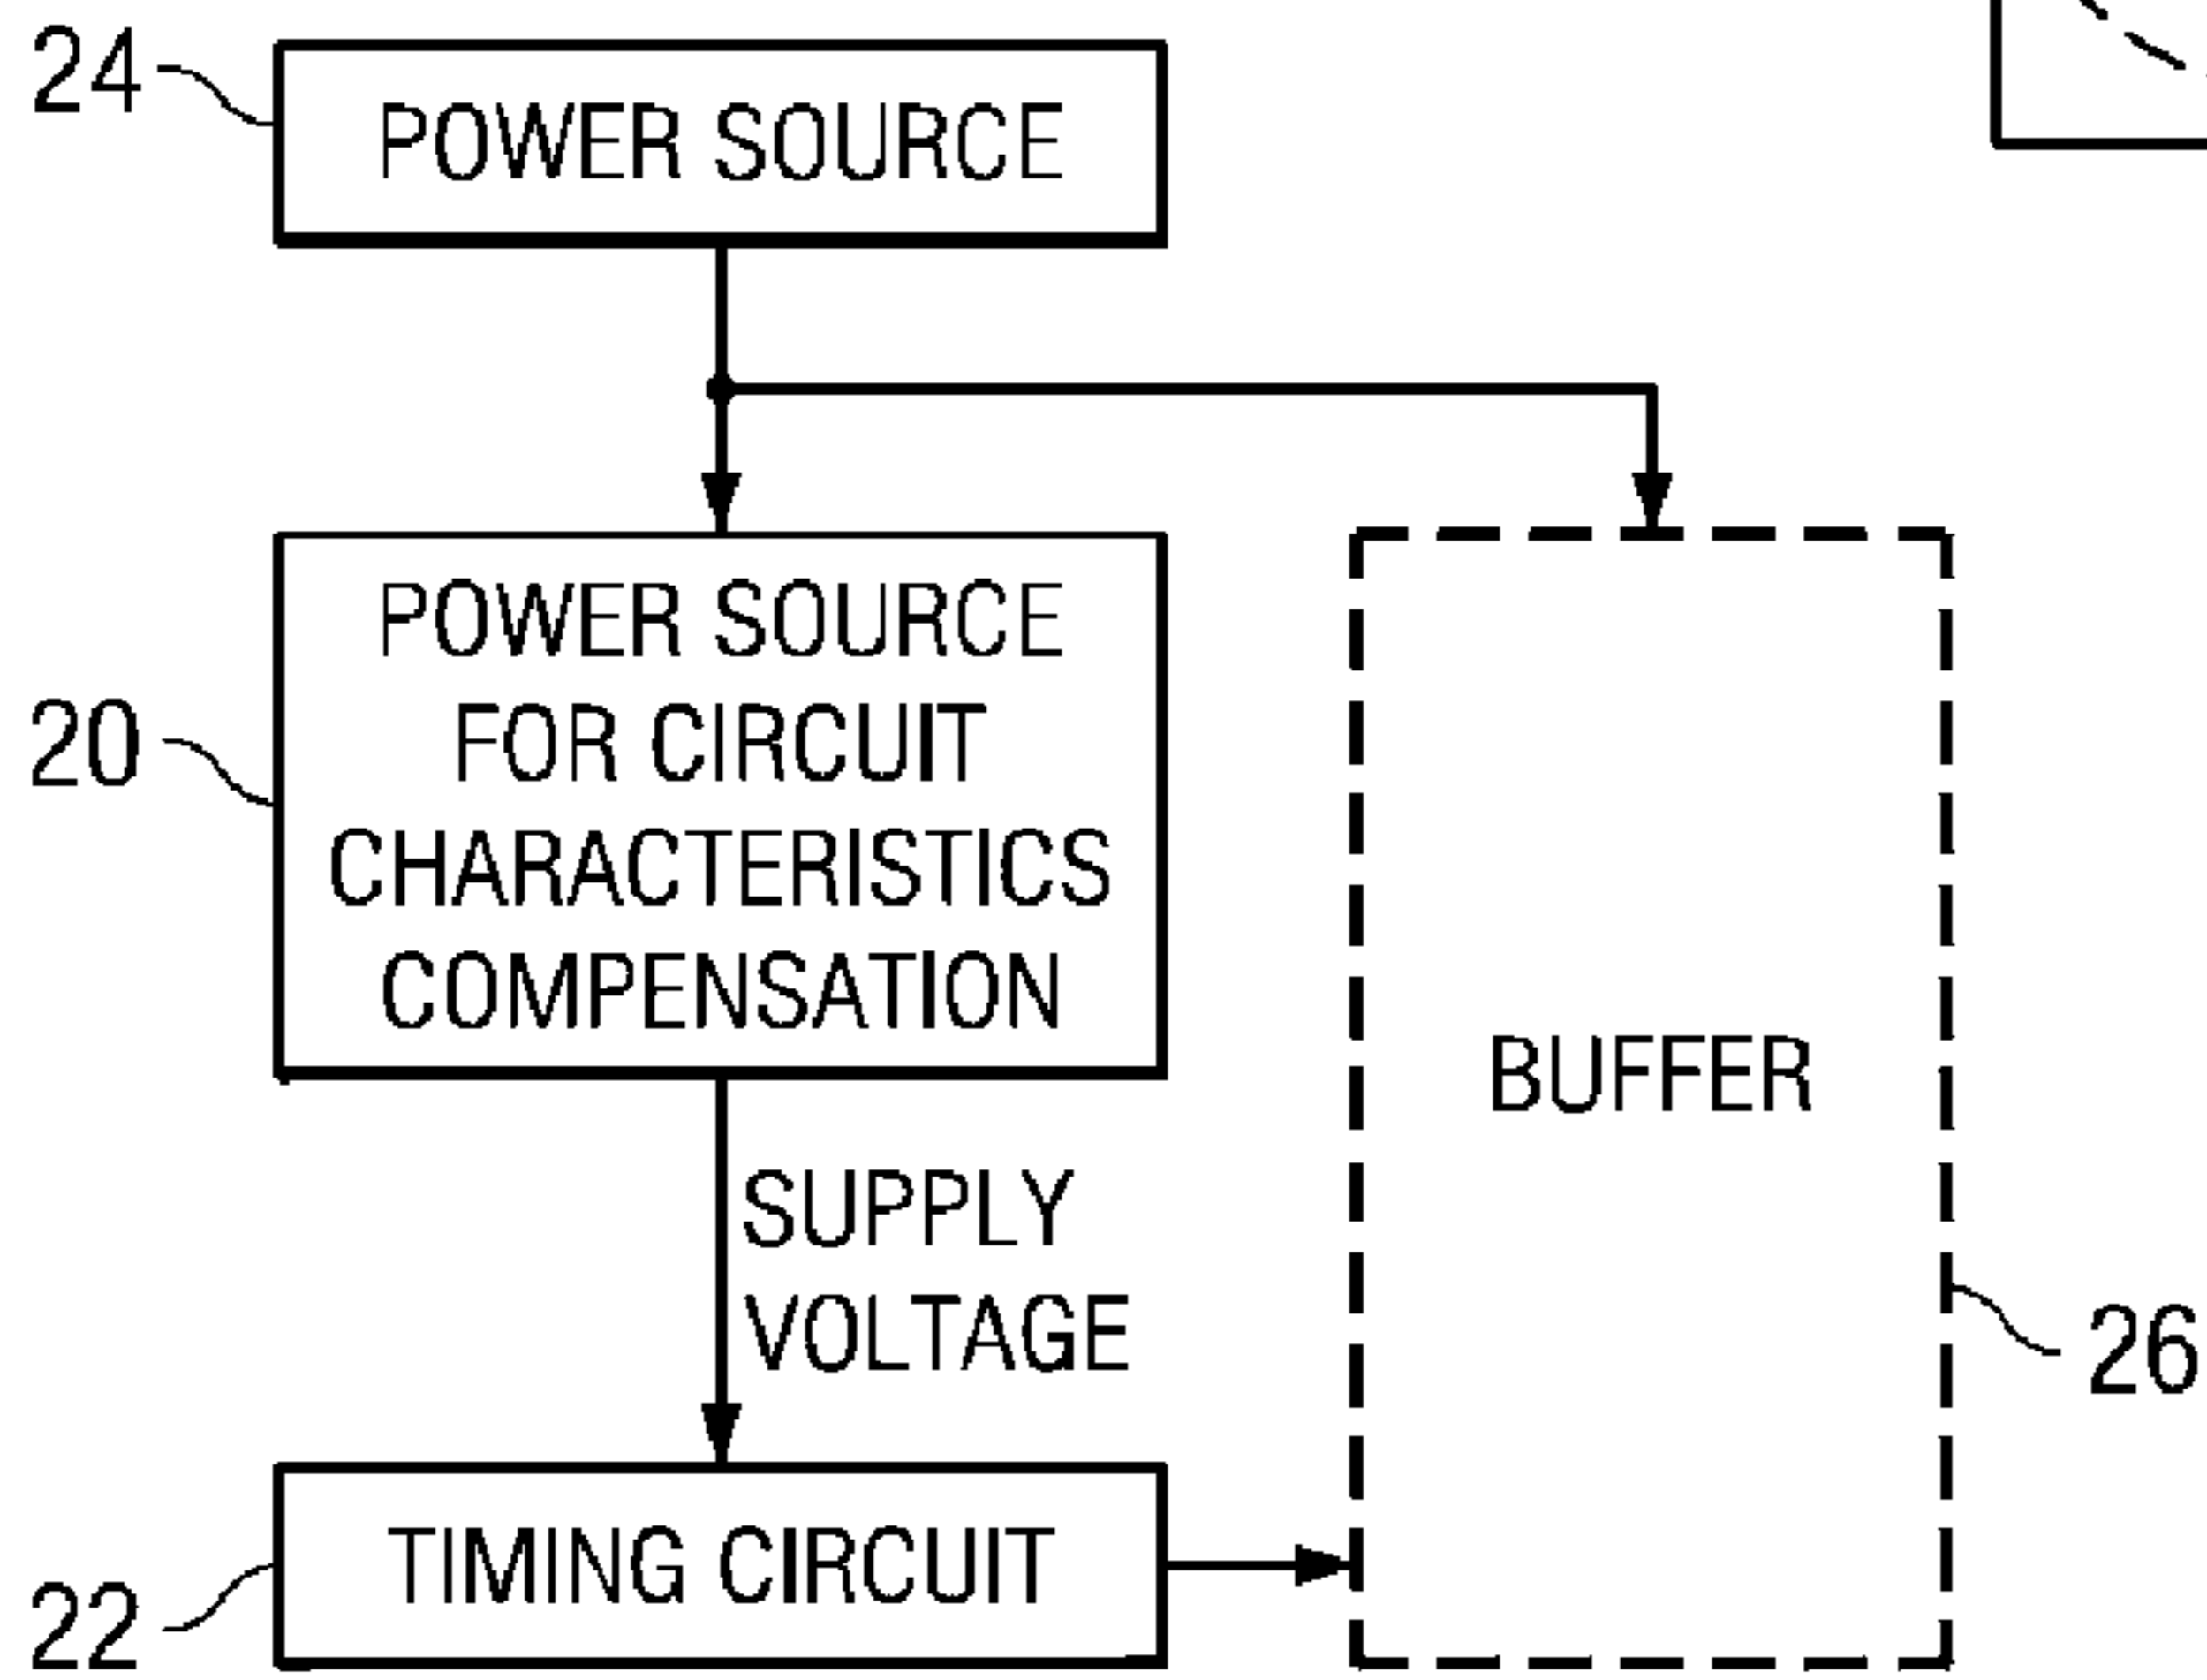 24
POWER SOURCE
20
POWER SOURCE
FOR CIRCUIT
CHARACTERISTICS
COMPENSATION
BUFFER
SUPPLY
VOLTAGE
26
22
TIMING CIRCUIT